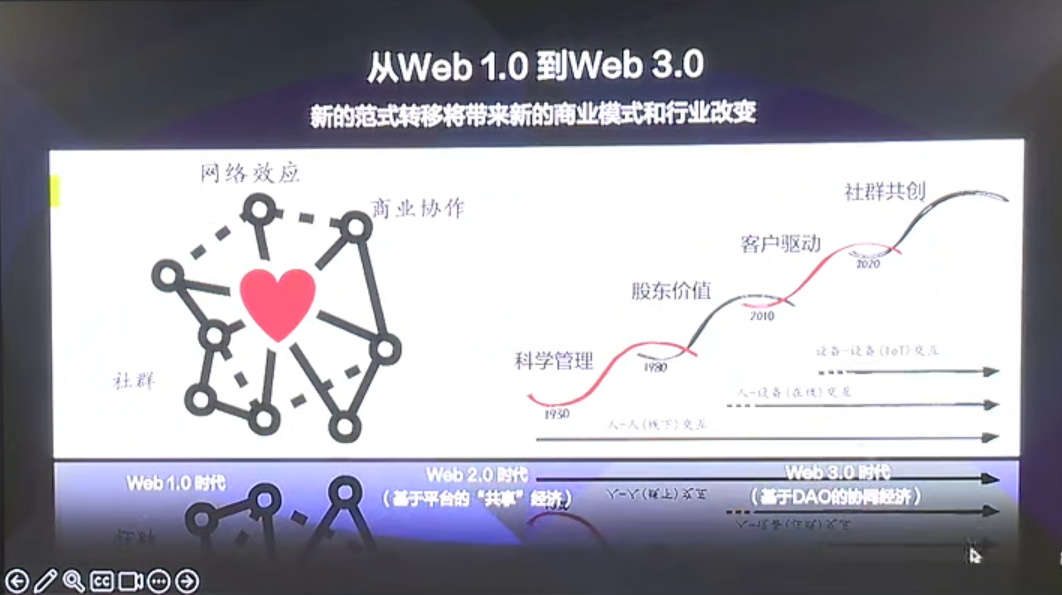 从Web 1.0 到Web 3.0
新的范式转移将带来新的商业模式和行业改变
网络效应
商业协作
社群
社群共创
客户驱动
2020
股东价值
2010
科学管理
1980
1930
设备-设备(IoT)交互
人-设备(在线)交互
人-人(线下)交互
Web 1.0 时代
Web 2.0 时代
（基于平台的“共享”经济）
Web 3.0 时代
（基于DAO的协同经济）
CC